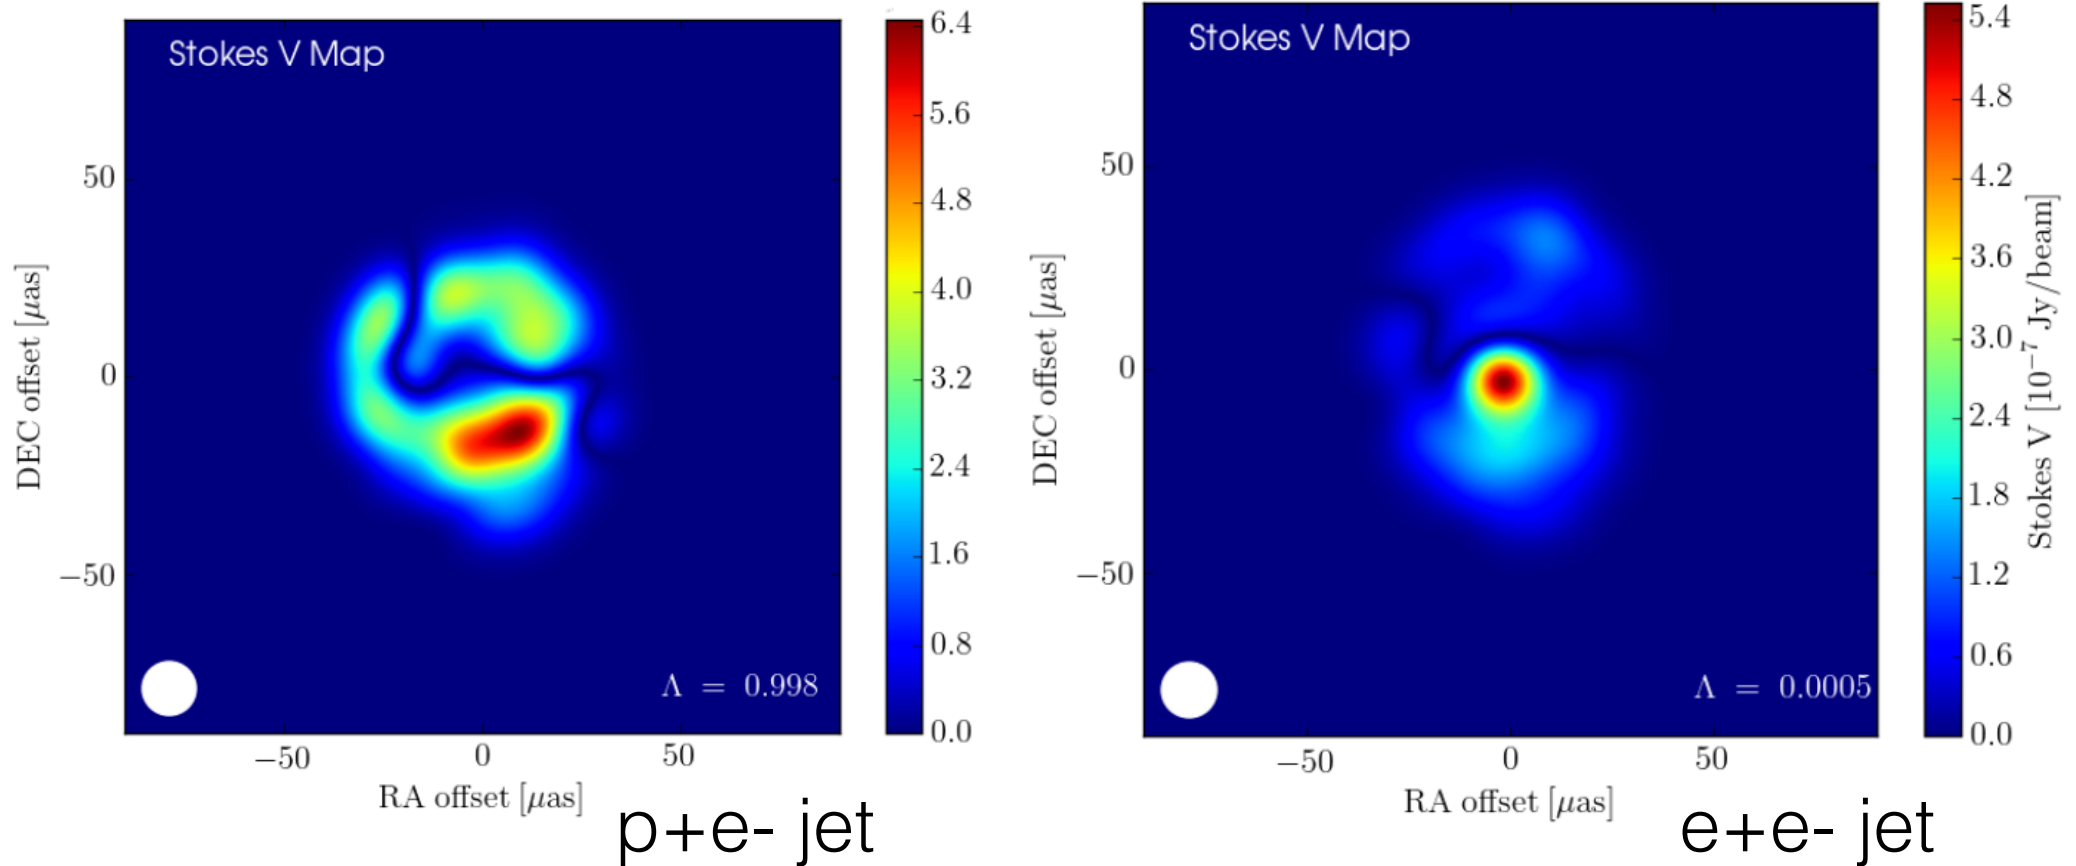 Stokes V Map
DEC offset [μas]
50
0
−50
−50 0 50
RA offset [μas]
Λ = 0.998
6.4
5.6
4.8
4.0
3.2
2.4
1.6
0.8
0.0
p+e- jet
Stokes V Map
DEC offset [μas]
50
0
−50
−50 0 50
RA offset [μas]
Λ = 0.0005
5.4
4.8
4.2
3.6
3.0
2.4
1.8
1.2
0.6
0.0
Stokes V [10⁻⁷ Jy/beam]
e+e- jet